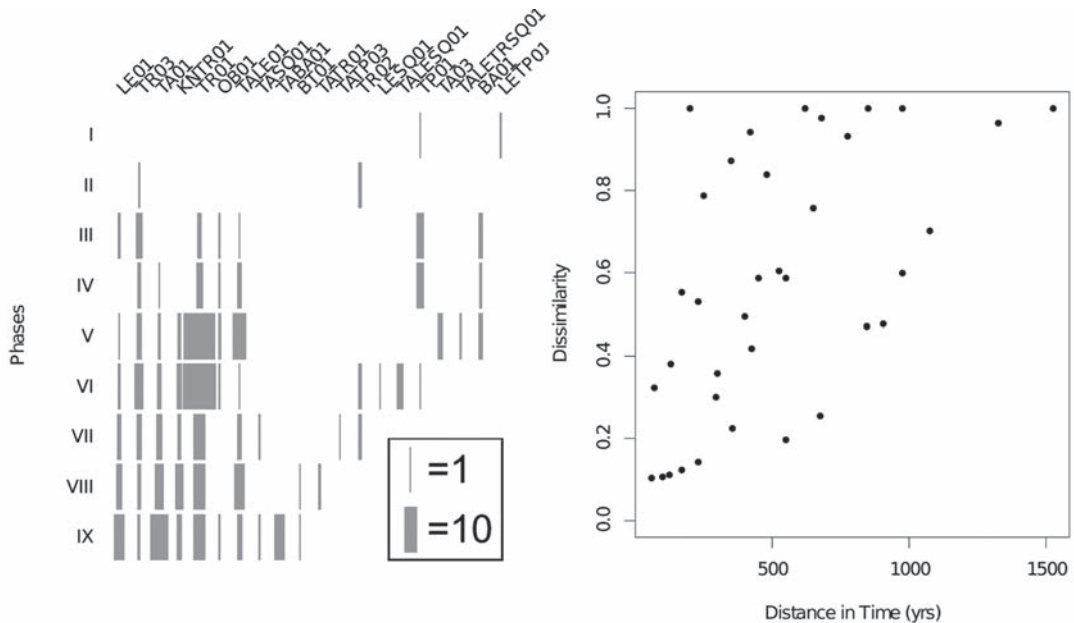 LE01
TR03
TA01
KNTR01
TR01
OB01
TALE01
TASQ01
TABA01
BT01
TATR01
TATP03
TR02
LESQ01
TALESQ01
TP01
TA03
TALETRSQ01
BA01
LETP01
Phases
I
II
III
IV
V
VI
VII
VIII
IX
=1
=10
Dissimilarity
1.0
0.8
0.6
0.4
0.2
0.0
500
1000
1500
Distance in Time (yrs)